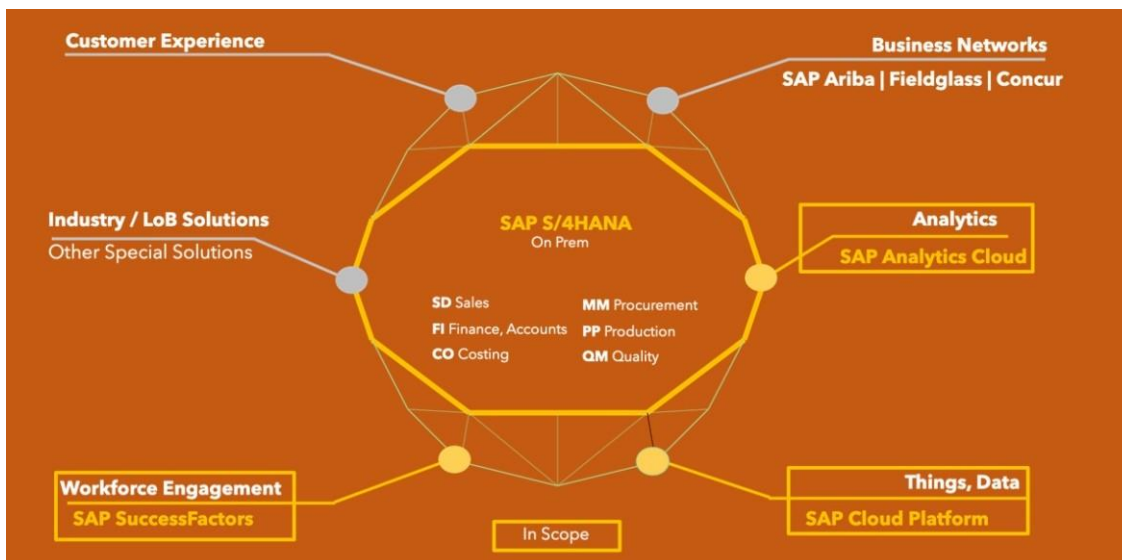 Customer Experience
Business Networks
SAP Ariba | Fieldglass | Concur
Industry / LoB Solutions
Other Special Solutions
SAP S/4HANA
On Prem
Analytics
SAP Analytics Cloud
SD Sales
MM Procurement
FI Finance, Accounts
PP Production
CO Costing
QM Quality
Workforce Engagement
SAP SuccessFactors
Things, Data
SAP Cloud Platform
In Scope